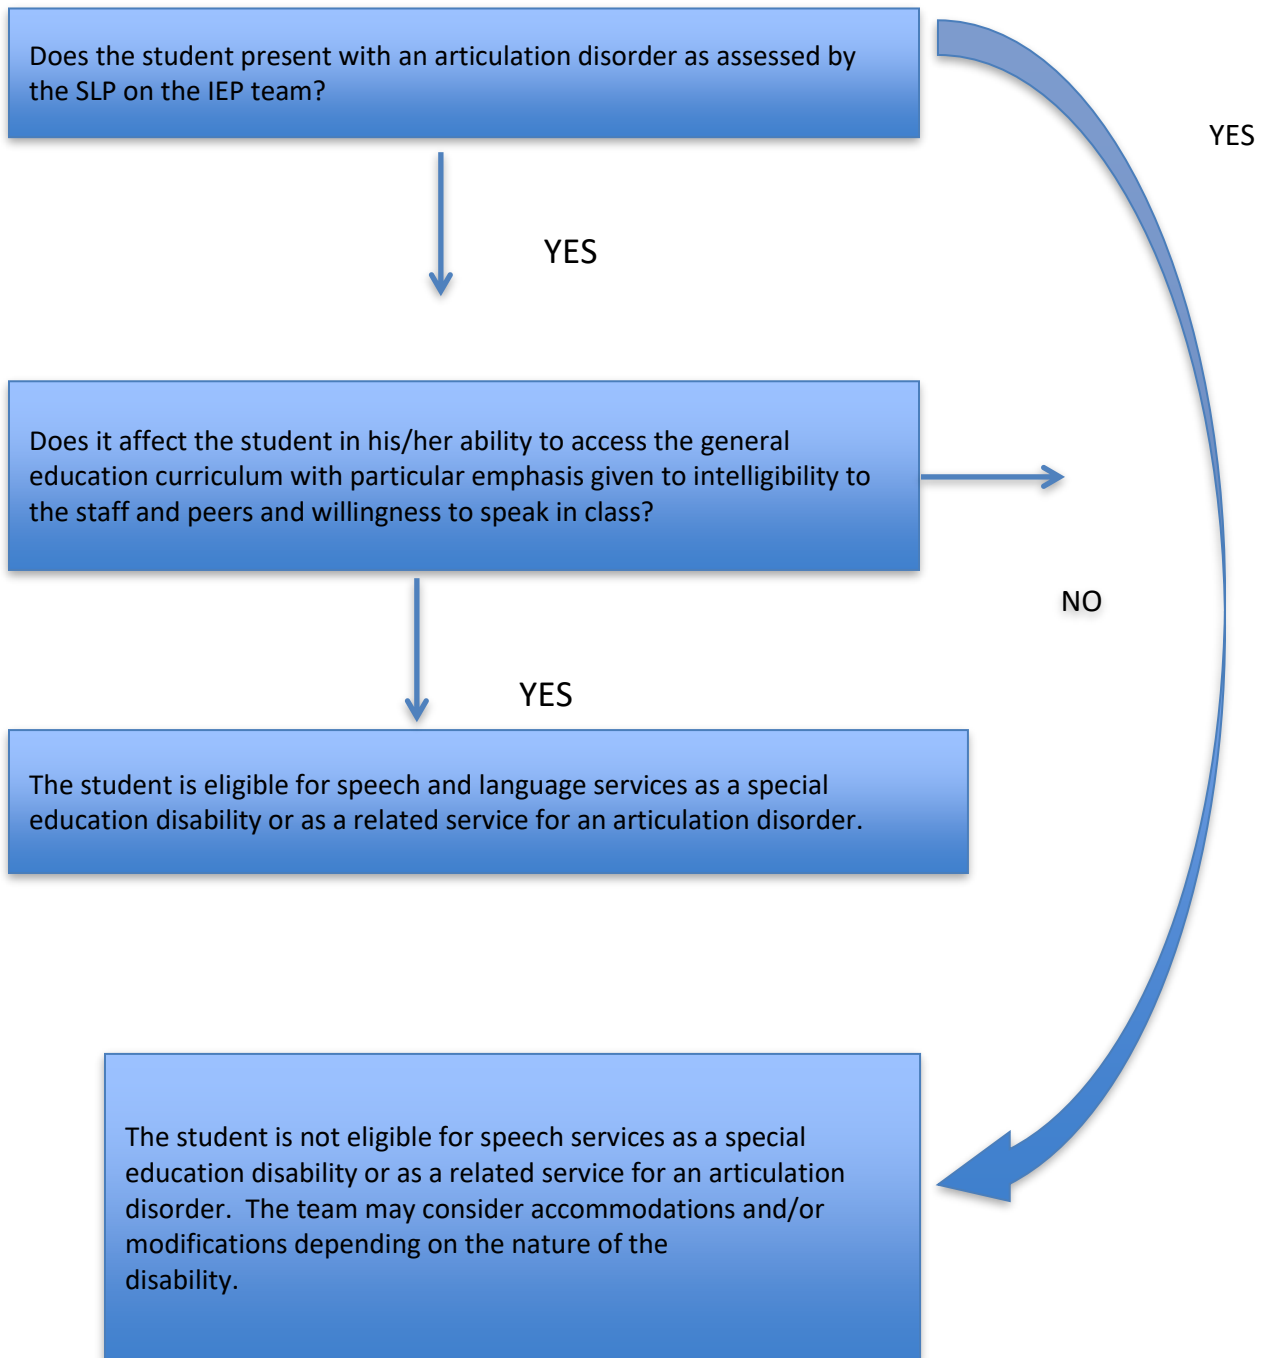 Does the student present with an articulation disorder as assessed by
the SLP on the IEP team?
YES
YES
Does it affect the student in his/her ability to access the general
education curriculum with particular emphasis given to intelligibility to
the staff and peers and willingness to speak in class?
NO
YES
The student is eligible for speech and language services as a special
education disability or as a related service for an articulation disorder.
The student is not eligible for speech services as a special
education disability or as a related service for an articulation
disorder.  The team may consider accommodations and/or
modifications depending on the nature of the
disability.